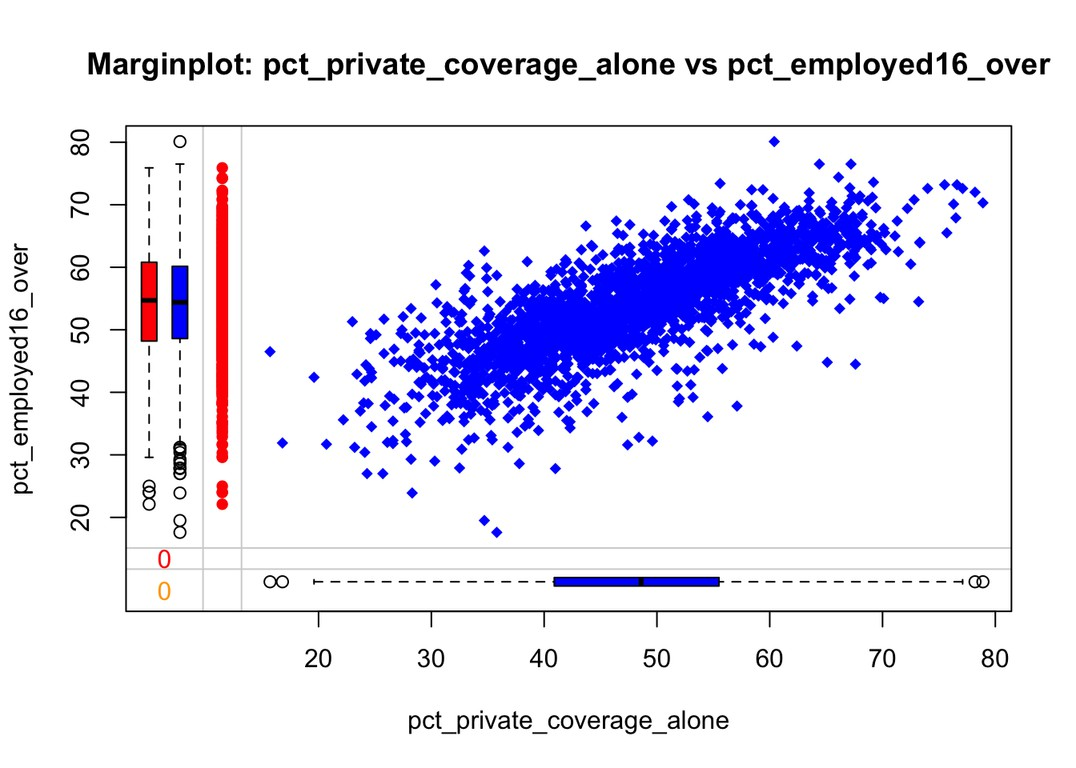 Marginplot: pct_private_coverage_alone vs pct_employed16_over
pct_employed16_over
80
70
60
50
40
30
20
0
0
20 30 40 50 60 70 80
pct_private_coverage_alone